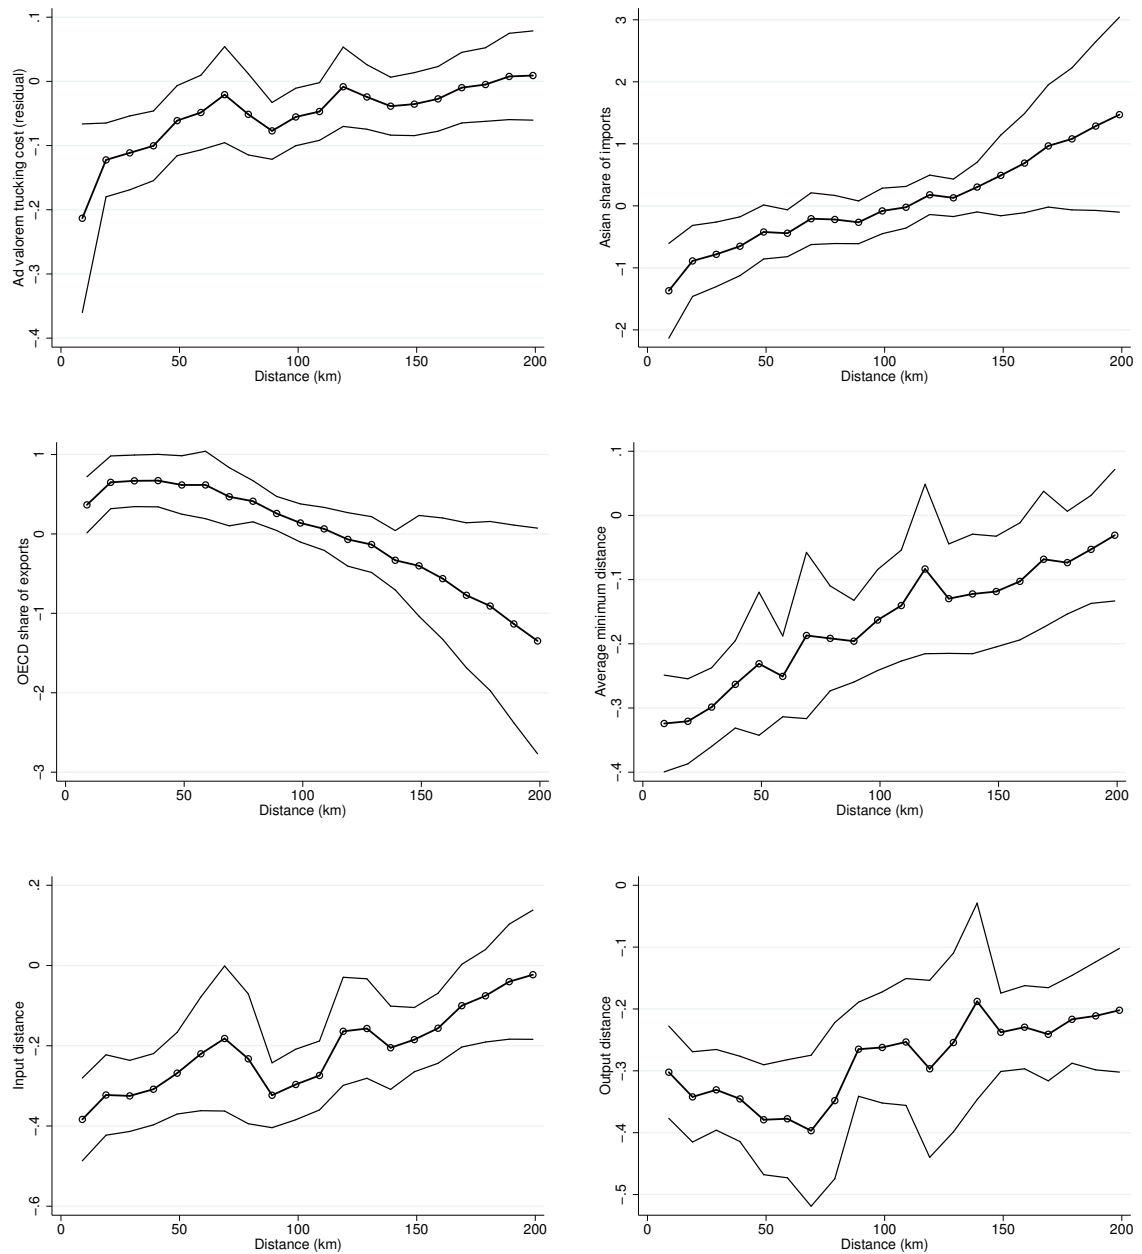 Ad valorem trucking cost (residual)
.1
0
−.1
−.2
−.3
−.4
0 50 100 150 200
Distance (km)
Asian share of imports
3
2
1
0
−1
−2
0 50 100 150 200
Distance (km)
OECD share of exports
1
0
−1
−2
−3
0 50 100 150 200
Distance (km)
Average minimum distance
.1
0
−.1
−.2
−.3
−.4
0 50 100 150 200
Distance (km)
Input distance
.2
0
−.2
−.4
−.6
0 50 100 150 200
Distance (km)
Output distance
0
−.1
−.2
−.3
−.4
−.5
0 50 100 150 200
Distance (km)